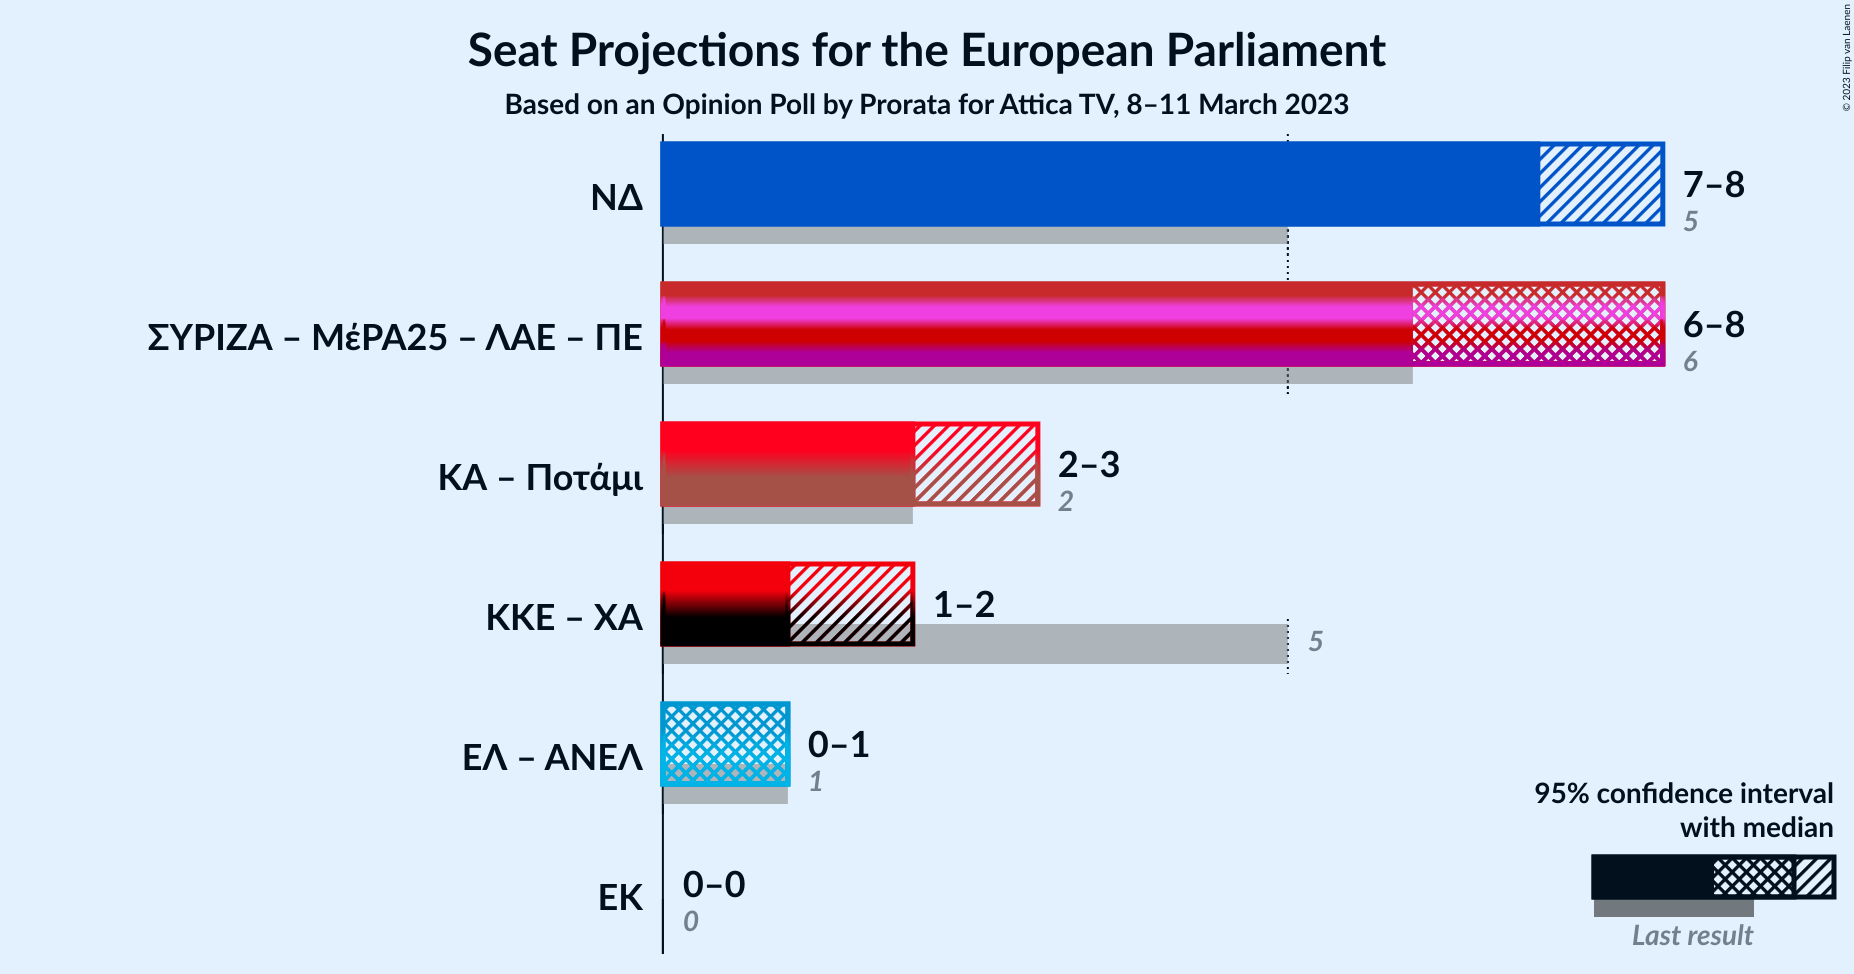 Seat Projections for the European Parliament
Based on an Opinion Poll by Prorata for Attica TV, 8–11 March 2023
© 2023 Filip van Laenen
ΝΔ
7–8
5
ΣΥΡΙΖΑ – ΜέΡΑ25 – ΛΑΕ – ΠΕ
6–8
6
ΚΑ – Ποτάμι
2–3
2
ΚΚΕ – ΧΑ
1–2
5
ΕΛ – ΑΝΕΛ
0–1
1
ΕΚ
0–0
0
95% confidence interval
with median
Last result